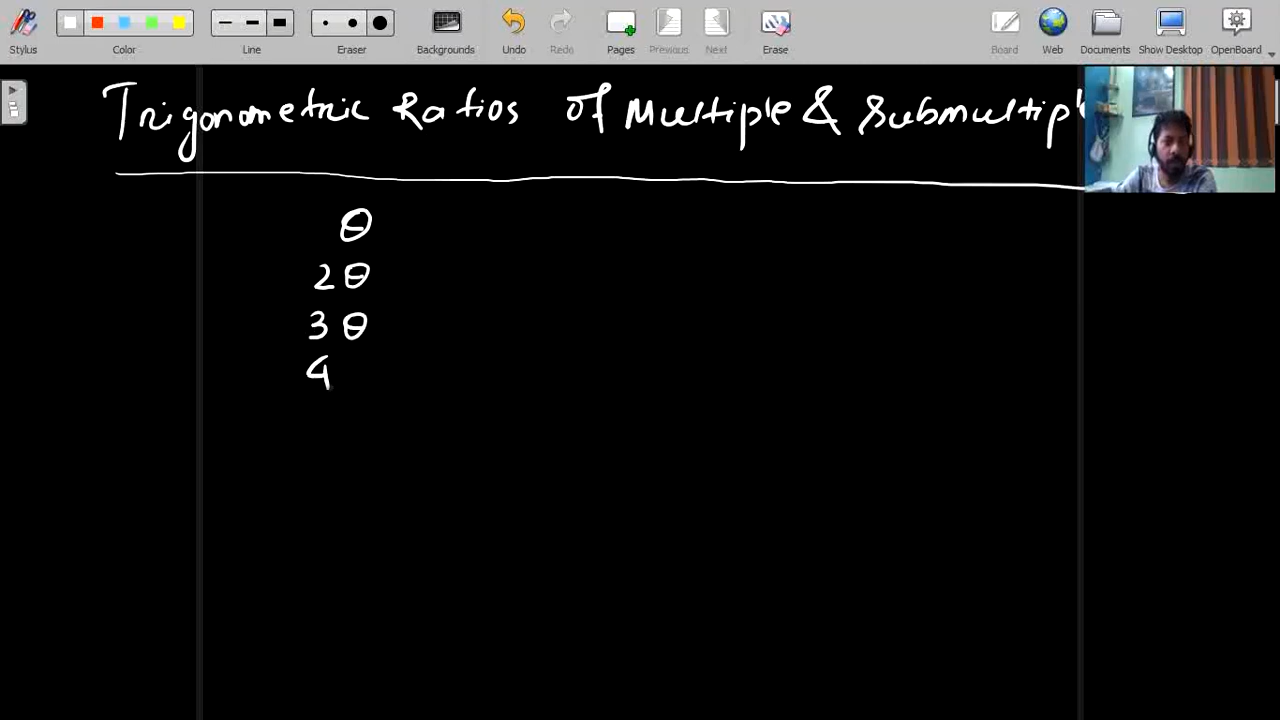 Stylus Color Line Eraser Backgrounds Undo Redo Pages Previous Next Erase Board Web Documents Show Desktop OpenBoard
Trigonometric Ratios of Multiple &
θ
2θ
3θ
4